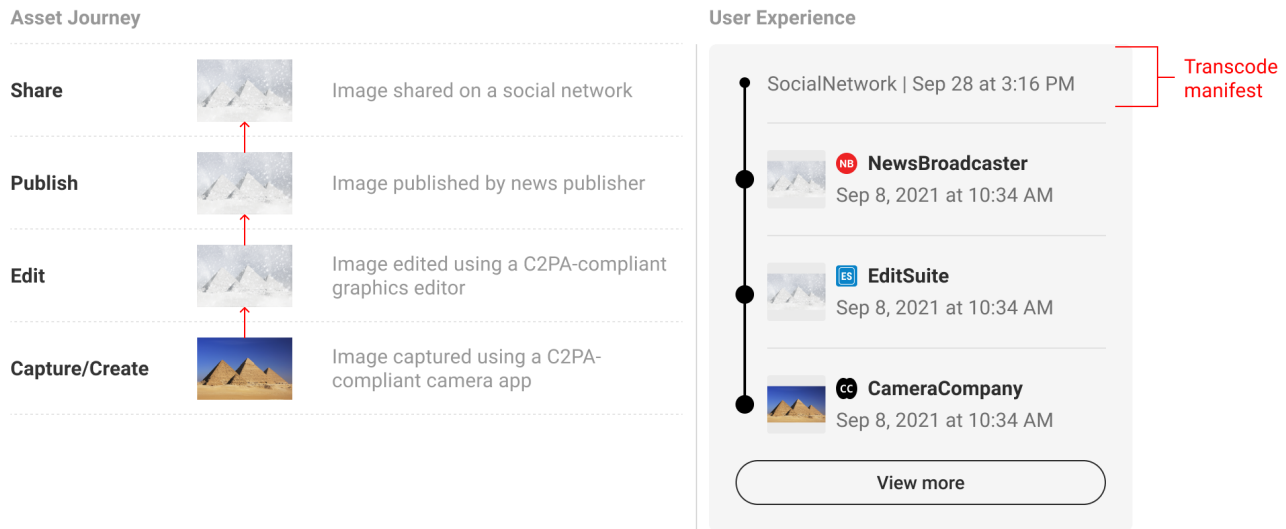 Asset Journey
Share
Image shared on a social network
Publish
Image published by news publisher
Edit
Image edited using a C2PA-compliant
graphics editor
Capture/Create
Image captured using a C2PA-
compliant camera app
User Experience
SocialNetwork | Sep 28 at 3:16 PM
Transcode
manifest
NB NewsBroadcaster
Sep 8, 2021 at 10:34 AM
ES EditSuite
Sep 8, 2021 at 10:34 AM
CC CameraCompany
Sep 8, 2021 at 10:34 AM
View more